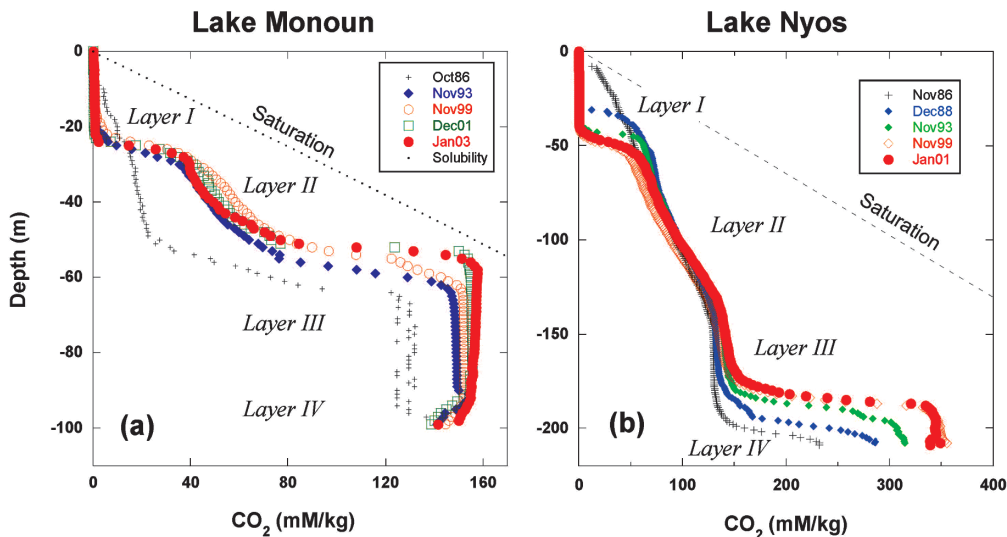 Lake Monoun
0
-20
-40
-60
-80
-100
Depth (m)
0
40
80
120
160
CO2 (mM/kg)
Oct86
Nov93
Nov99
Dec01
Jan03
Solubility
Saturation
Layer I
Layer II
Layer III
Layer IV
(a)
Lake Nyos
0
-50
-100
-150
-200
0
100
200
300
400
CO2 (mM/kg)
Nov86
Dec88
Nov93
Nov99
Jan01
Saturation
Layer I
Layer II
Layer III
Layer IV
(b)